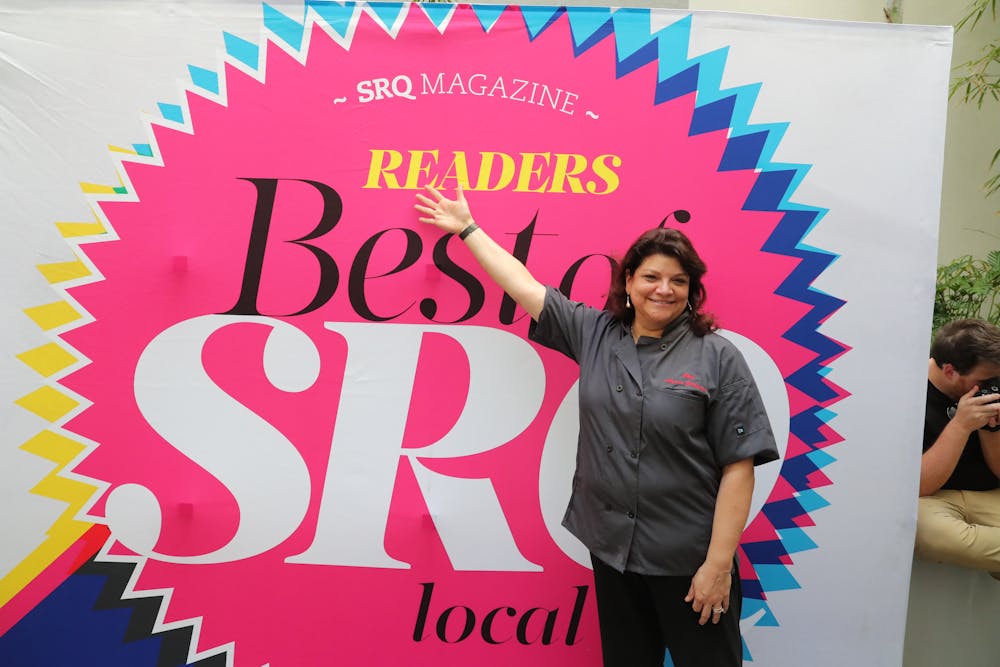 ~ SRQ MAGAZINE ~
READERS
Best of
SRQ
local